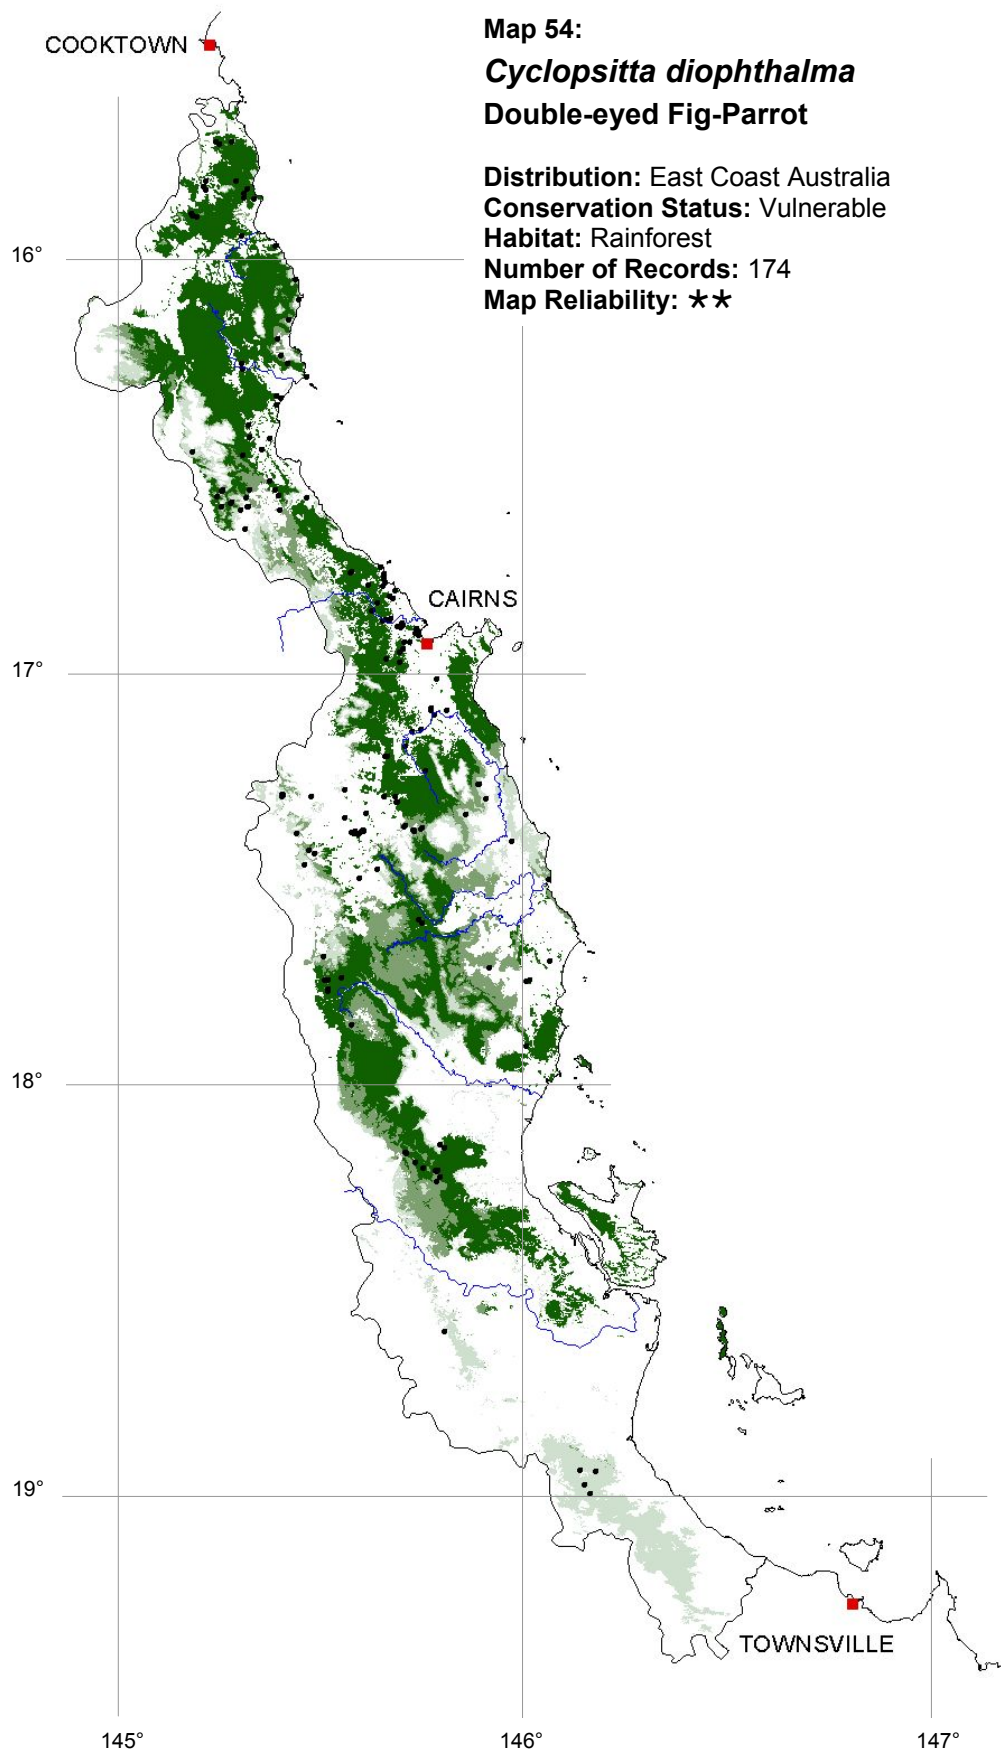 Map 54:
Cyclopsitta diophthalma
Double-eyed Fig-Parrot
Distribution: East Coast Australia
Conservation Status: Vulnerable
Habitat: Rainforest
Number of Records: 174
Map Reliability: **
COOKTOWN
16°
CAIRNS
17°
18°
19°
TOWNSVILLE
145°
146°
147°